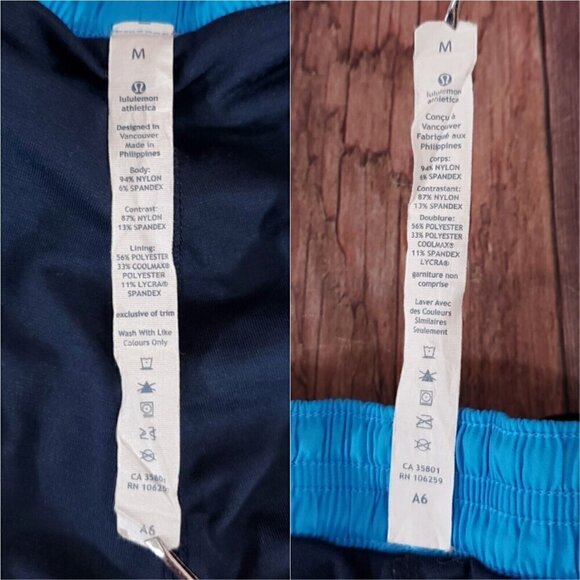 M
lululemon
athletica
Designed in
Vancouver
Made in
Philippines
Body:
94% NYLON
6% SPANDEX
Contrast:
87% NYLON
13% SPANDEX
Lining:
56% POLYESTER
33% COOLMAX®
POLYESTER
11% LYCRA®
SPANDEX
exclusive of trim
Wash With Like
Colours Only
CA 35801
RN 106259
A6
M
lululemon
athletica
Conçu à
Vancouver
Fabriqué aux
Philippines
Corps:
94% NYLON
6% SPANDEX
Contrastant:
87% NYLON
13% SPANDEX
Doublure:
56% POLYESTER
33% POLYESTER
COOLMAX®
11% SPANDEX
LYCRA®
garniture non
comprise
Laver Avec
des Couleurs
Similaires
Seulement
CA 35801
RN 106259
A6